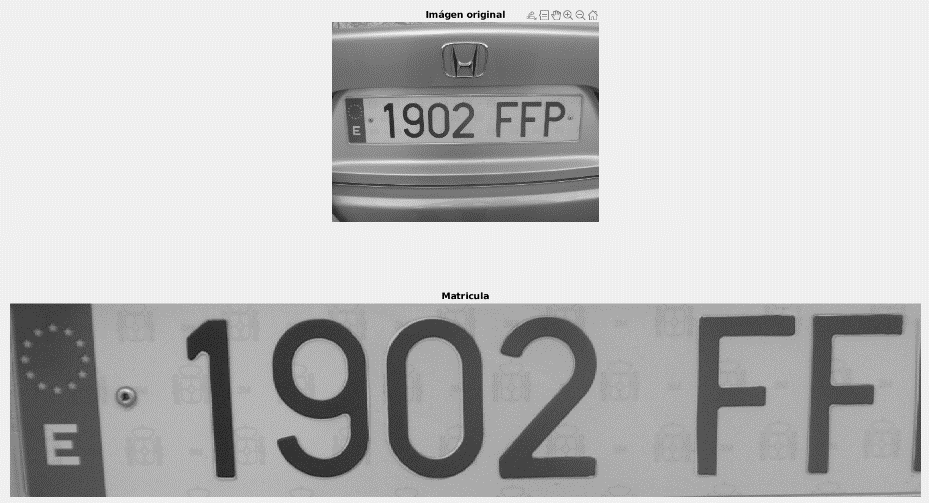 Imágen original
E 1902 FFP
Matricula
E 1902 FF